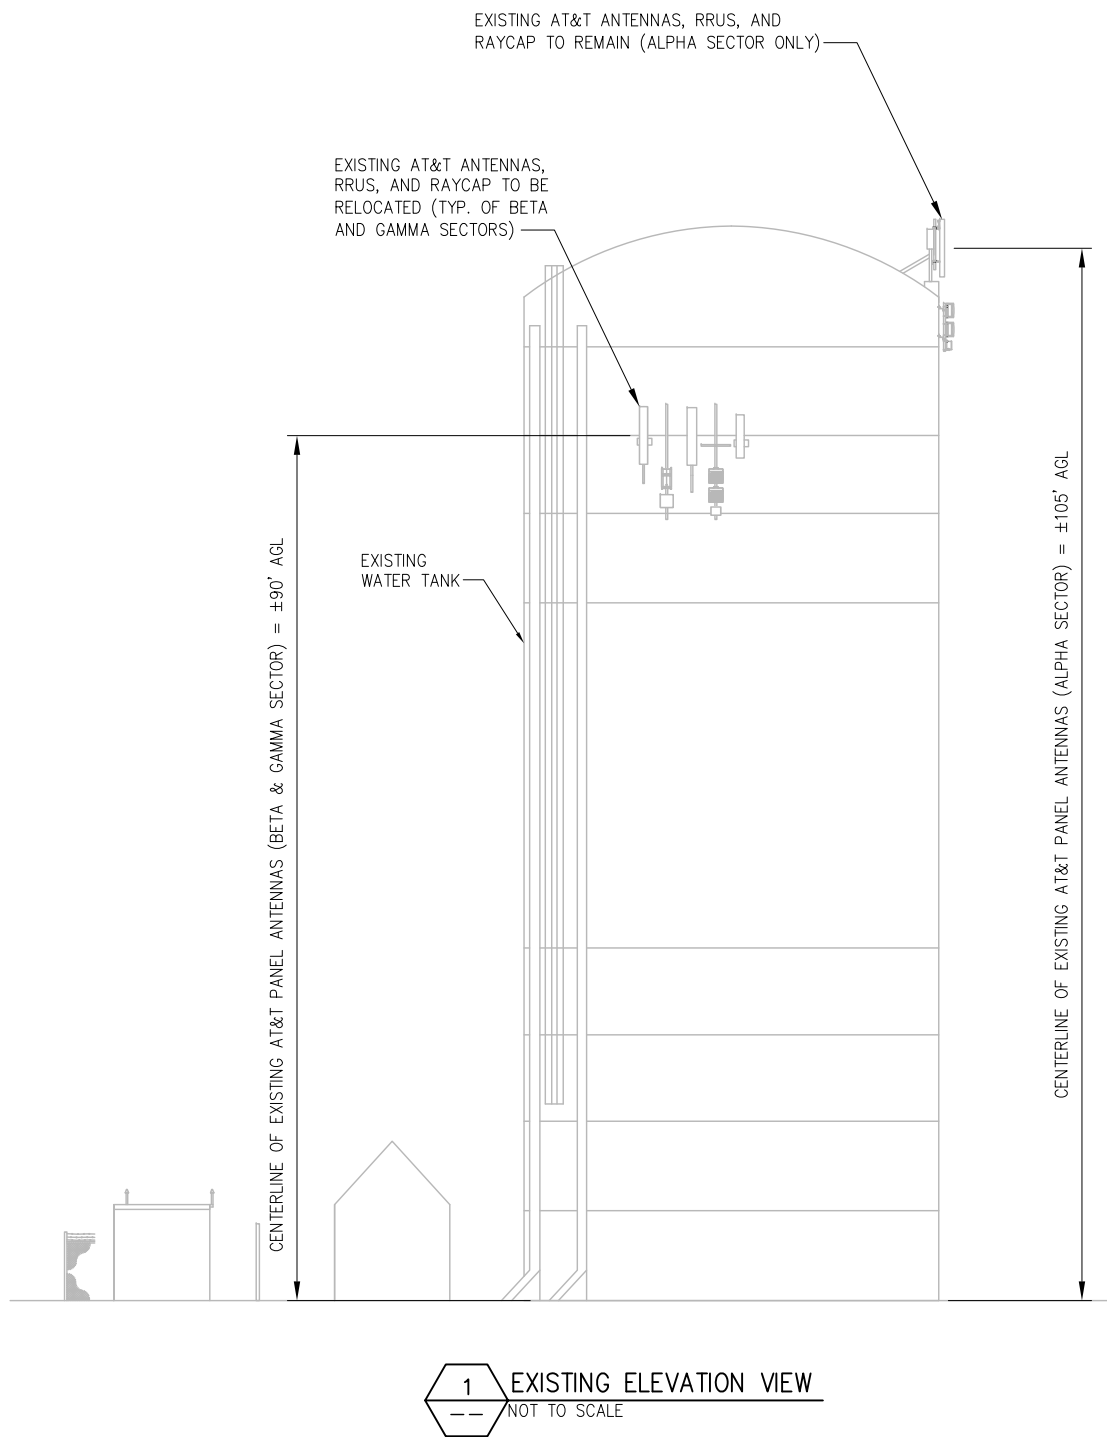 EXISTING AT&T ANTENNAS, RRUS, AND
RAYCAP TO REMAIN (ALPHA SECTOR ONLY)
EXISTING AT&T ANTENNAS,
RRUS, AND RAYCAP TO BE
RELOCATED (TYP. OF BETA
AND GAMMA SECTORS)
EXISTING
WATER TANK
CENTERLINE OF EXISTING AT&T PANEL ANTENNAS (BETA & GAMMA SECTOR) = ±90' AGL
CENTERLINE OF EXISTING AT&T PANEL ANTENNAS (ALPHA SECTOR) = ±105' AGL
1
--
EXISTING ELEVATION VIEW
NOT TO SCALE